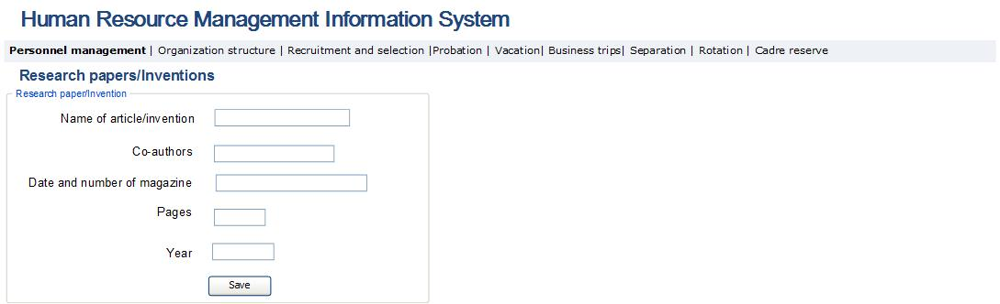 Human Resource Management Information System
Personnel management | Organization structure | Recruitment and selection |Probation | Vacation| Business trips| Separation | Rotation | Cadre reserve
Research papers/Inventions
Research paper/Invention
Name of article/invention
Co-authors
Date and number of magazine
Pages
Year
Save